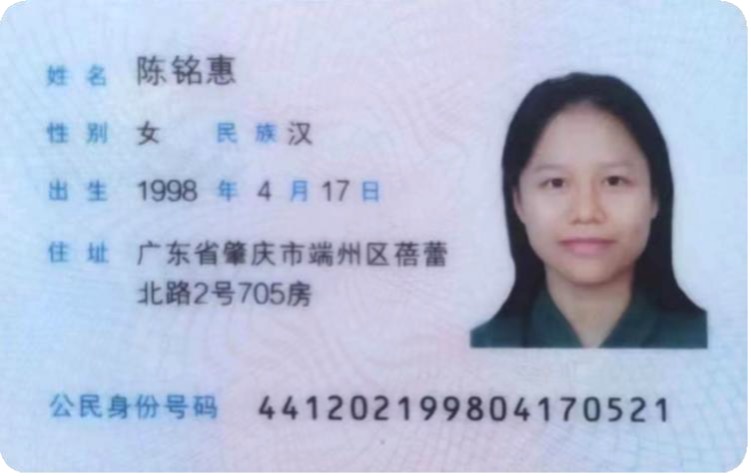 姓名 陈铭惠
性别 女 民族 汉
出生 1998 年 4 月 17 日
住址 广东省肇庆市端州区蓓蕾
北路2号705房
公民身份号码 441202199804170521